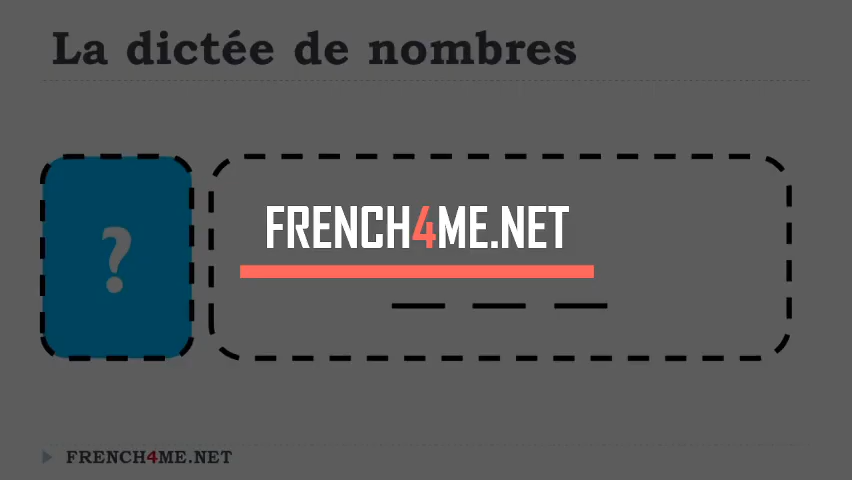 La dictée de nombres
?
FRENCH4ME.NET
FRENCH4ME.NET